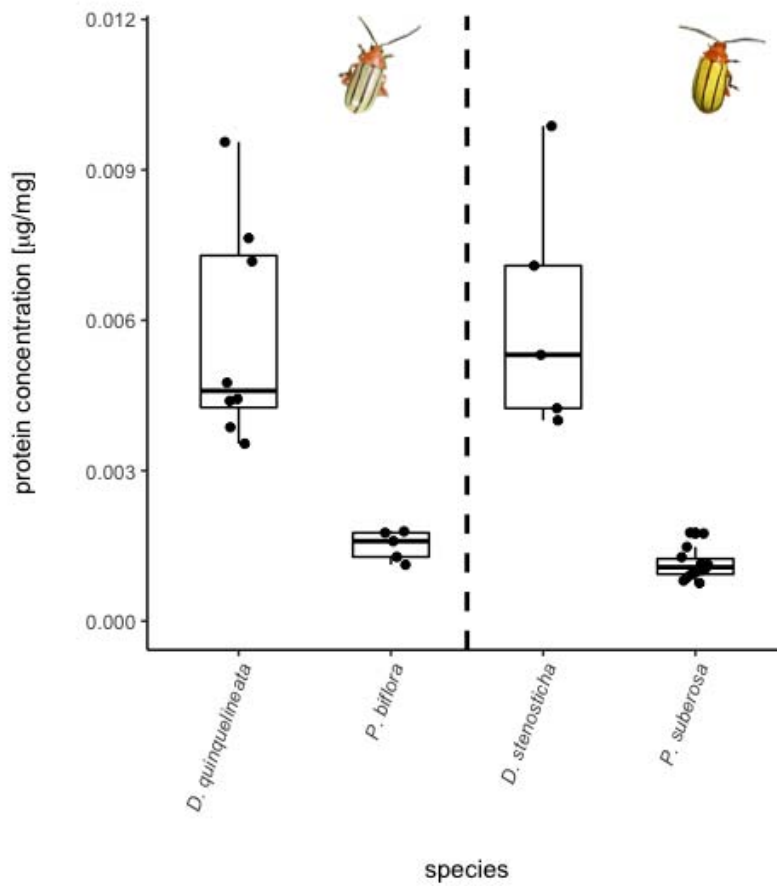 0.012
0.009
0.006
0.003
0.000
protein concentration [μg/mg]
D. quinquelineata
P. biflora
D. stenosticha
P. suberosa
species